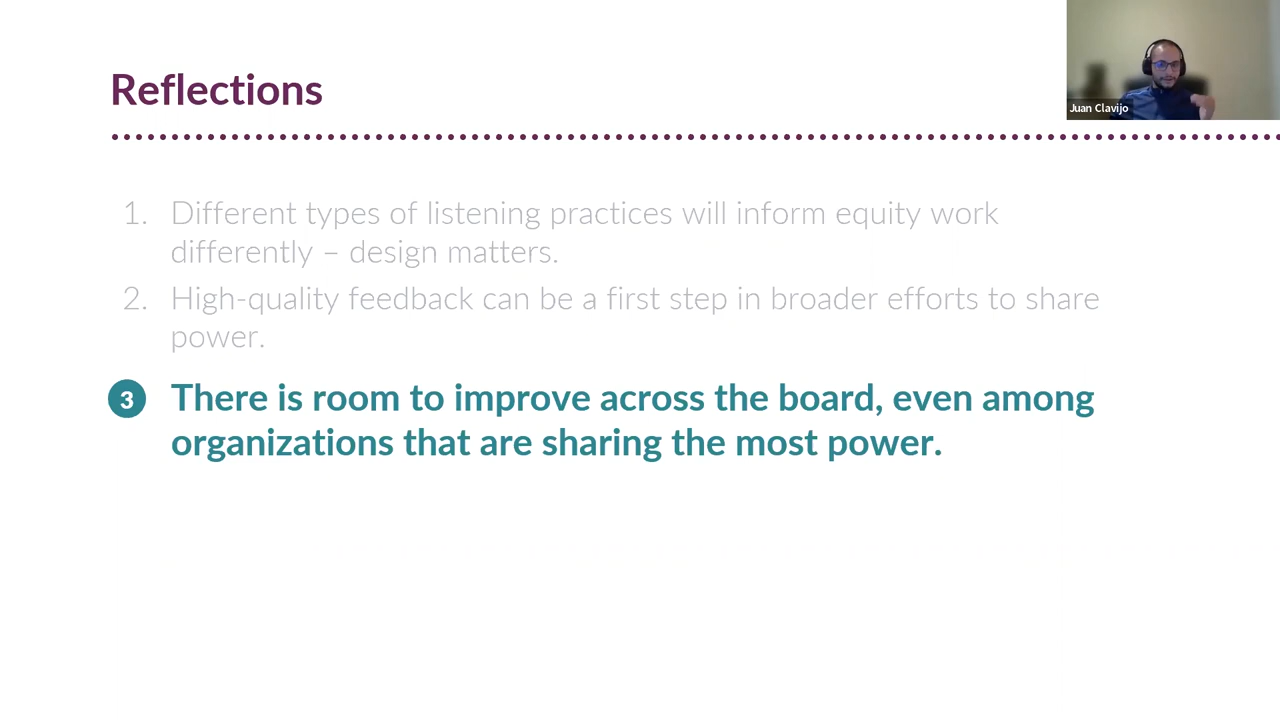 Reflections
Juan Clavijo
1. Different types of listening practices will inform equity work
differently – design matters.
2. High-quality feedback can be a first step in broader efforts to share
power.
3 There is room to improve across the board, even among
organizations that are sharing the most power.